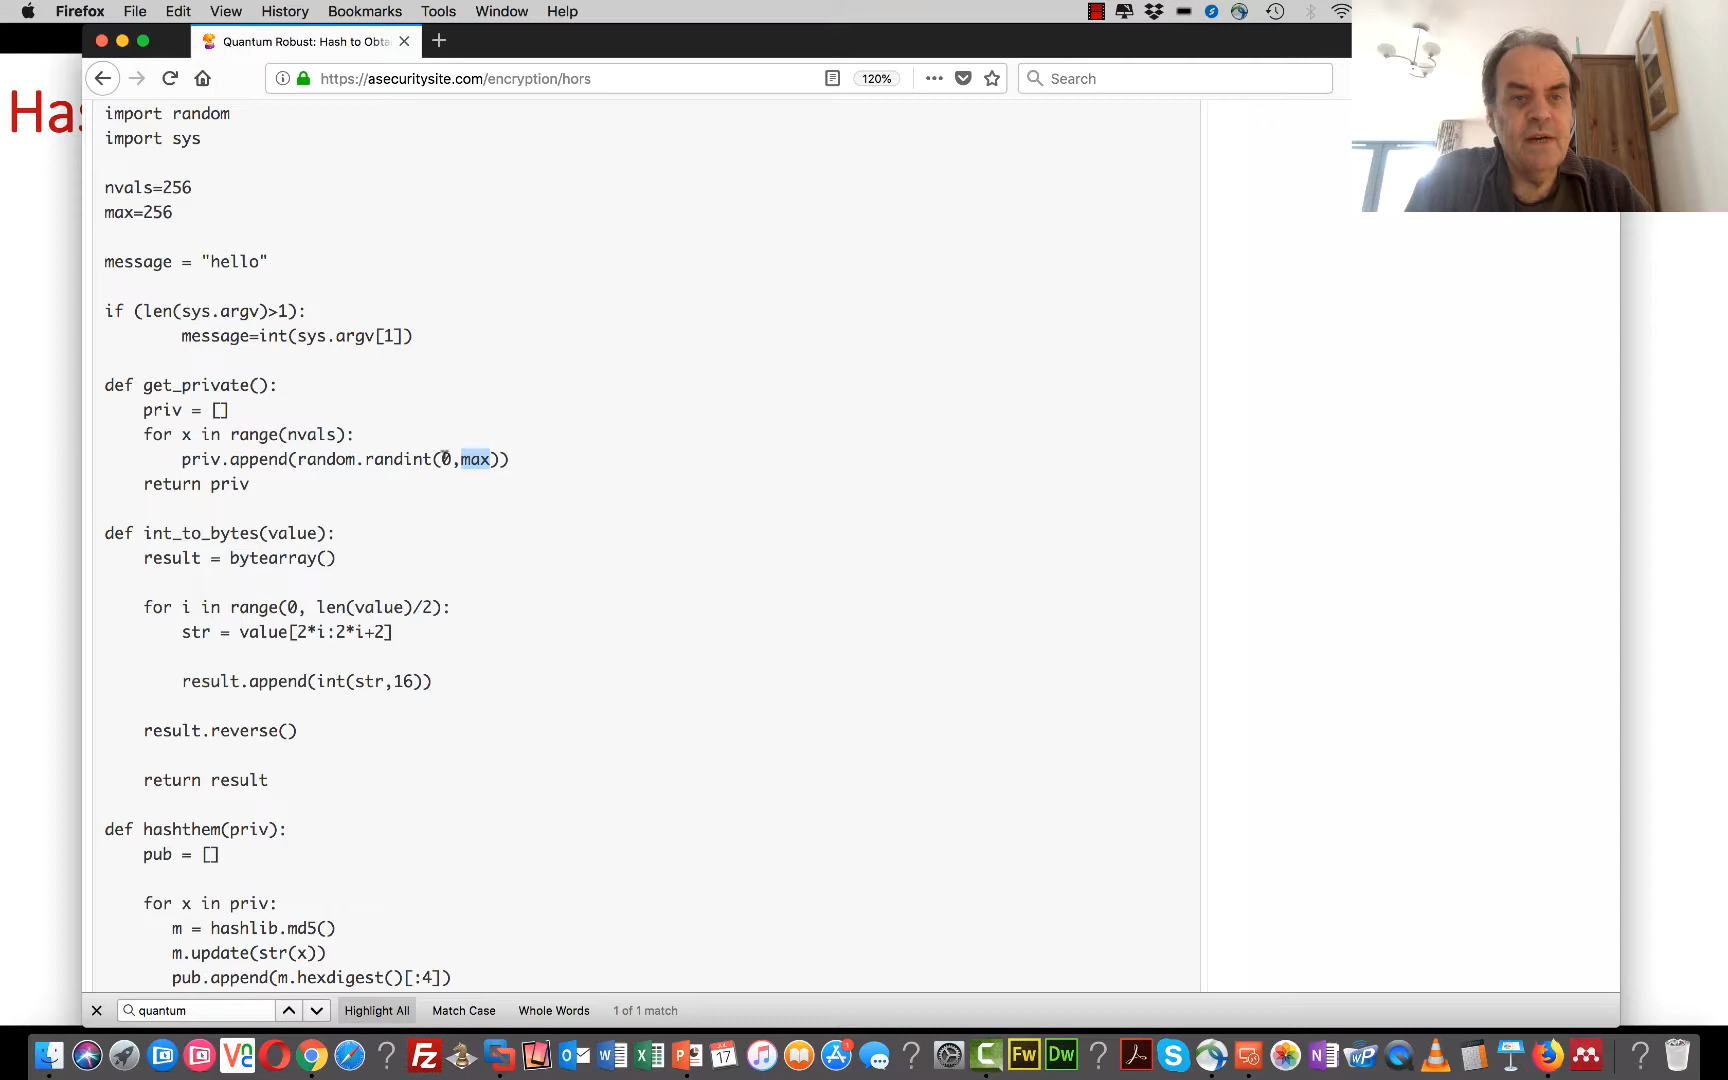 Firefox File Edit View History Bookmarks Tools Window Help
Quantum Robust: Hash to Obta
Has
https://asecuritysite.com/encryption/hors
120%
Search
import random
import sys
nvals=256
max=256
message = "hello"
if (len(sys.argv)>1):
message=int(sys.argv[1])
def get_private():
priv = []
for x in range(nvals):
priv.append(random.randint(0,max))
return priv
def int_to_bytes(value):
result = bytearray()
for i in range(0, len(value)/2):
str = value[2*i:2*i+2]
result.append(int(str,16))
result.reverse()
return result
def hashthem(priv):
pub = []
for x in priv:
m = hashlib.md5()
m.update(str(x))
pub.append(m.hexdigest()[:4])
quantum Highlight All Match Case Whole Words 1 of 1 match
17
Fw Dw